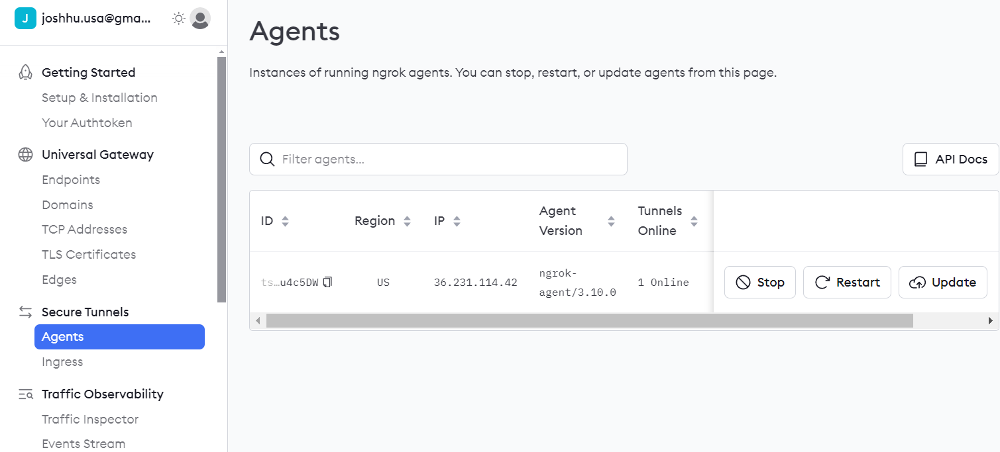 J joshhu.usa@gma...
Getting Started
Setup & Installation
Your Authtoken
Universal Gateway
Endpoints
Domains
TCP Addresses
TLS Certificates
Edges
Secure Tunnels
Agents
Ingress
Traffic Observability
Traffic Inspector
Events Stream
Agents
Instances of running ngrok agents. You can stop, restart, or update agents from this page.
Filter agents...
API Docs
ID Region IP Agent Version Tunnels Online
ts…u4c5DW US 36.231.114.42 ngrok-agent/3.10.0 1 Online Stop Restart Update